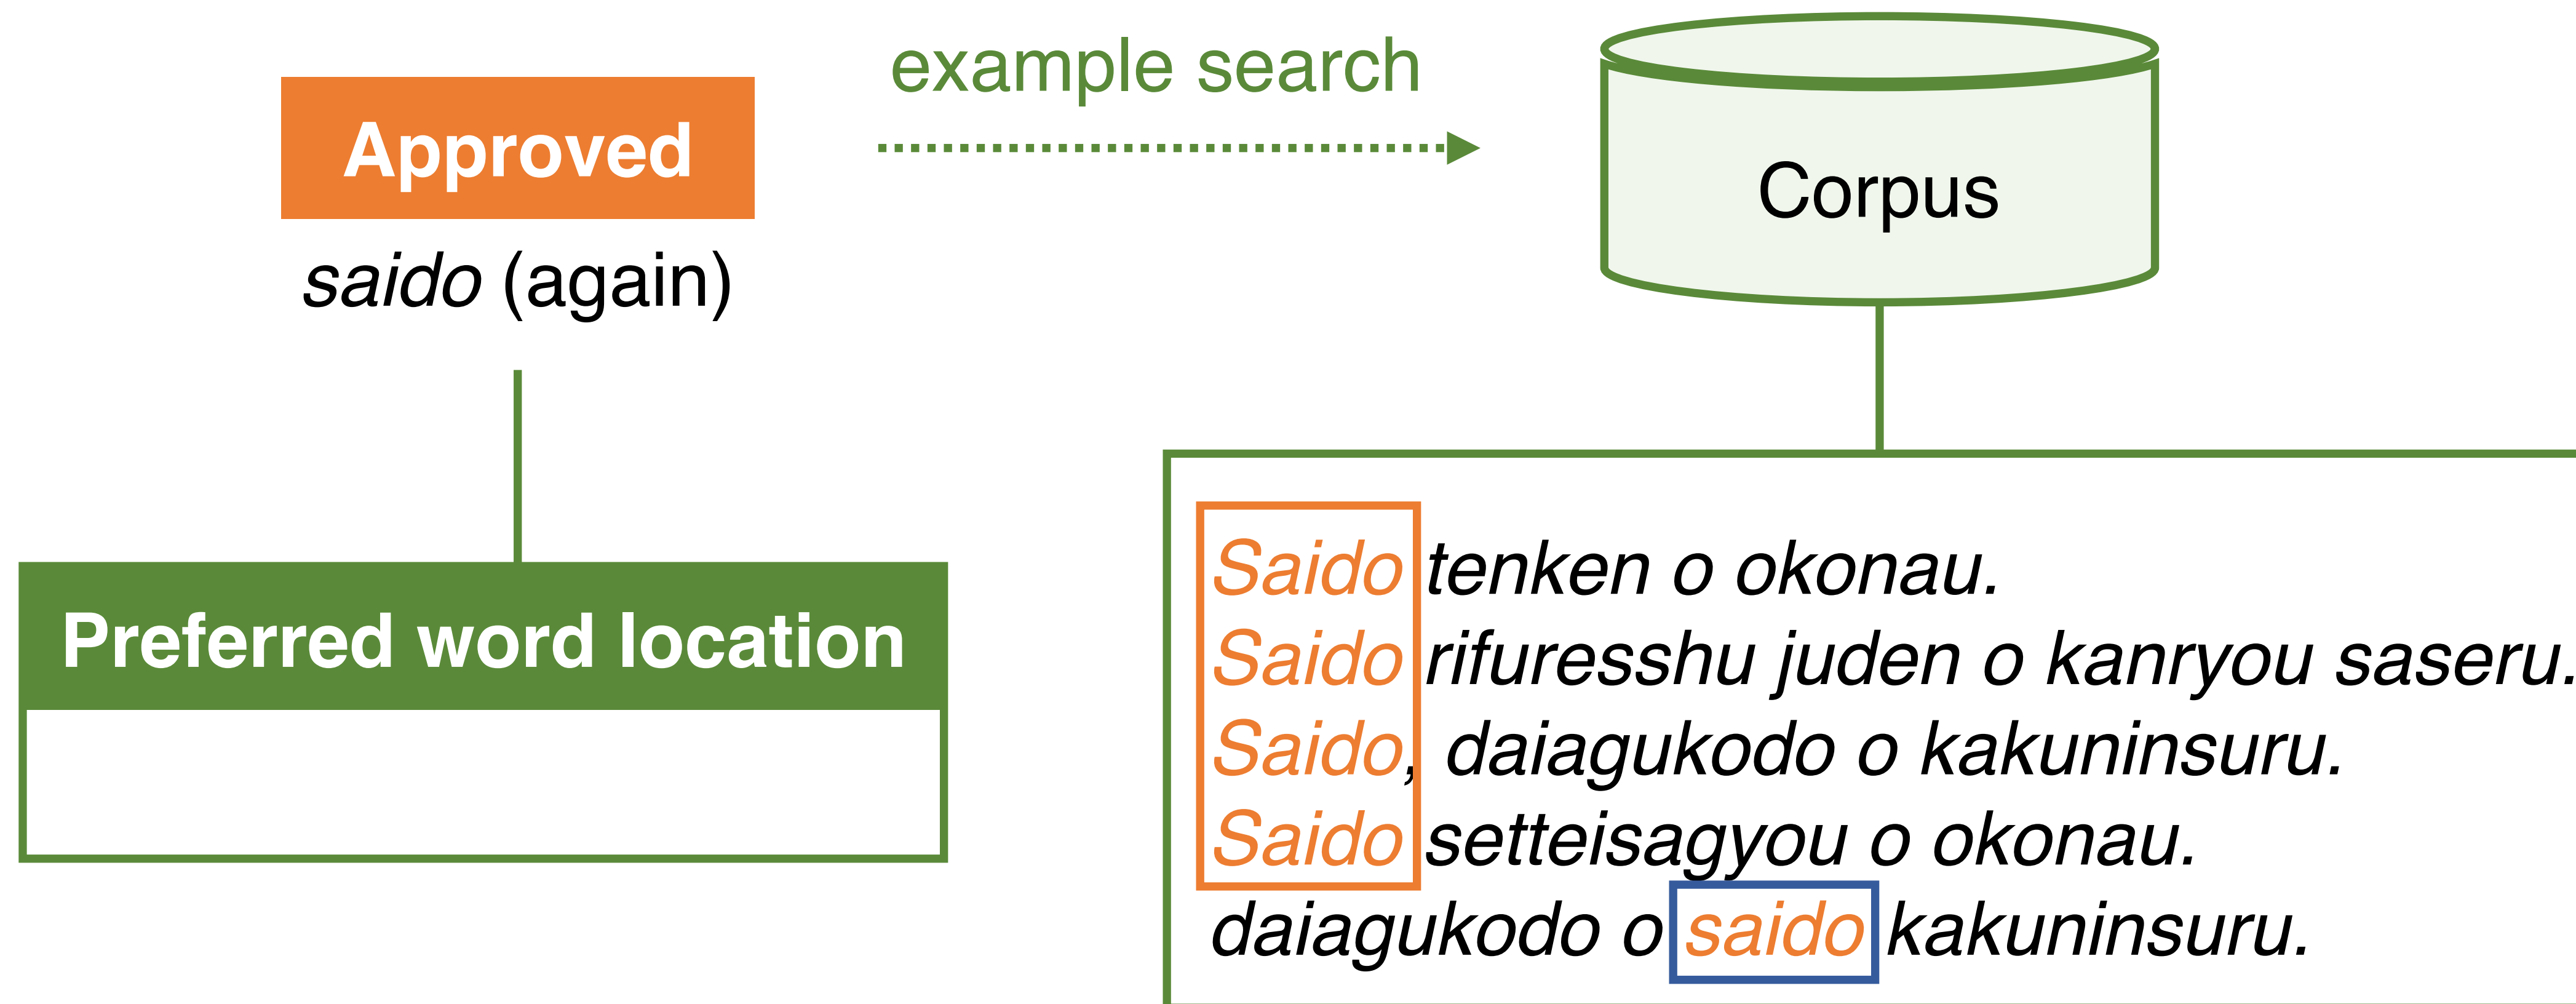 Approved
saido (again)
example search
Corpus
Preferred word location
Saido tenken o okonau.
Saido rifuresshu juden o kanryou saseru.
Saido, daiagukodo o kakuninsuru.
Saido setteisagyou o okonau.
daiagukodo o saido kakuninsuru.